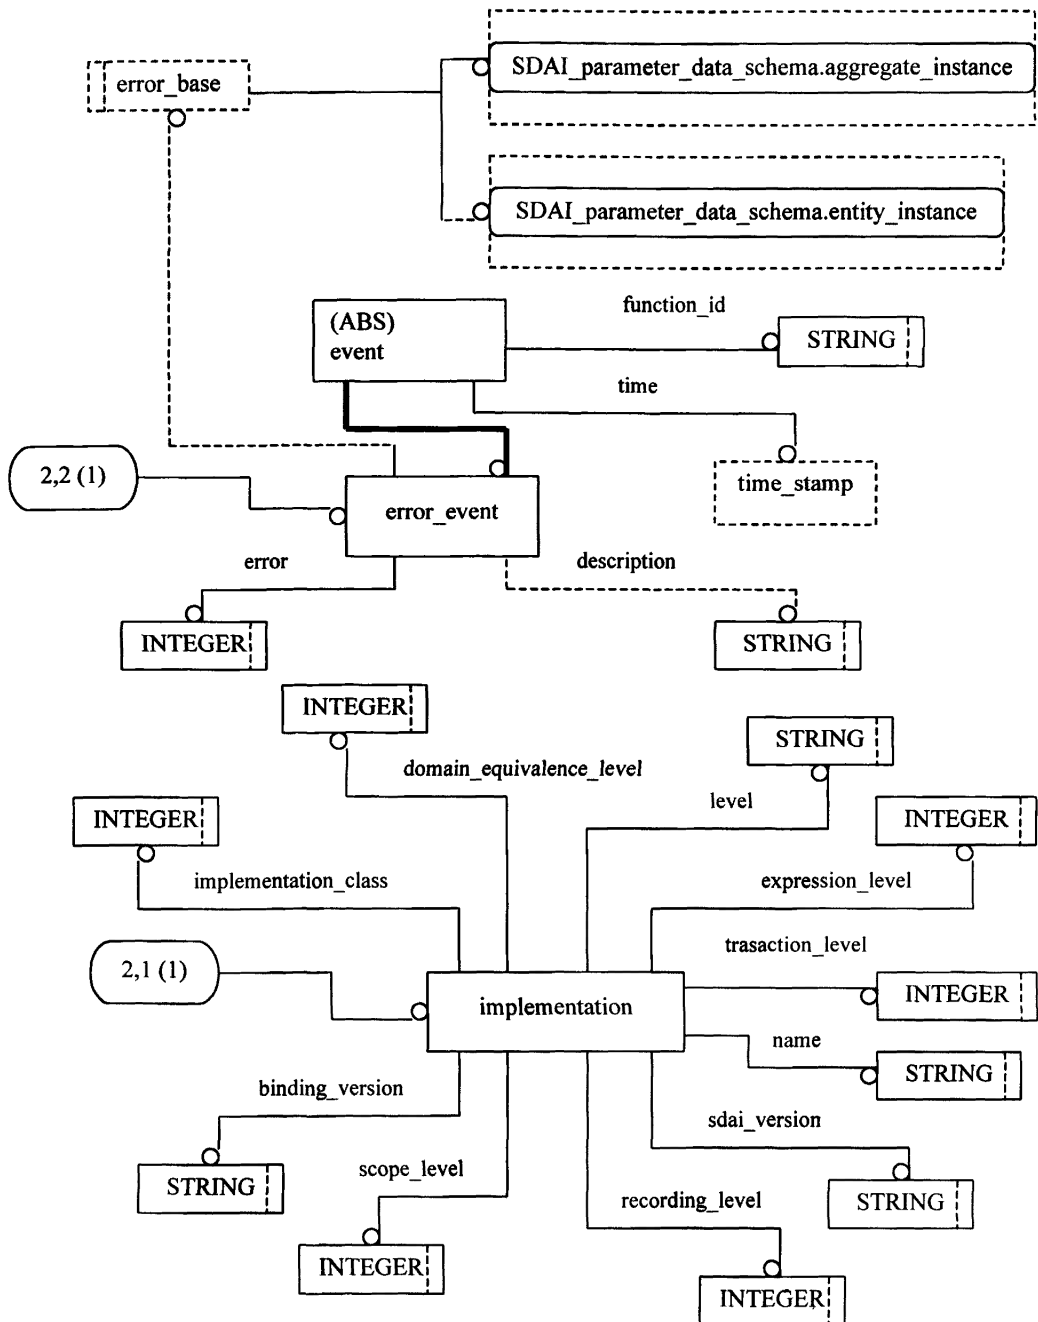 error_base
SDAI_parameter_data_schema.aggregate_instance
SDAI_parameter_data_schema.entity_instance
(ABS)
event
function_id
STRING
time
time_stamp
2,2 (1)
error_event
error
description
INTEGER
STRING
INTEGER
STRING
domain_equivalence_level
level
INTEGER
INTEGER
implementation_class
expression_level
trasaction_level
2,1 (1)
implementation
INTEGER
name
STRING
binding_version
sdai_version
scope_level
STRING
recording_level
STRING
INTEGER
INTEGER